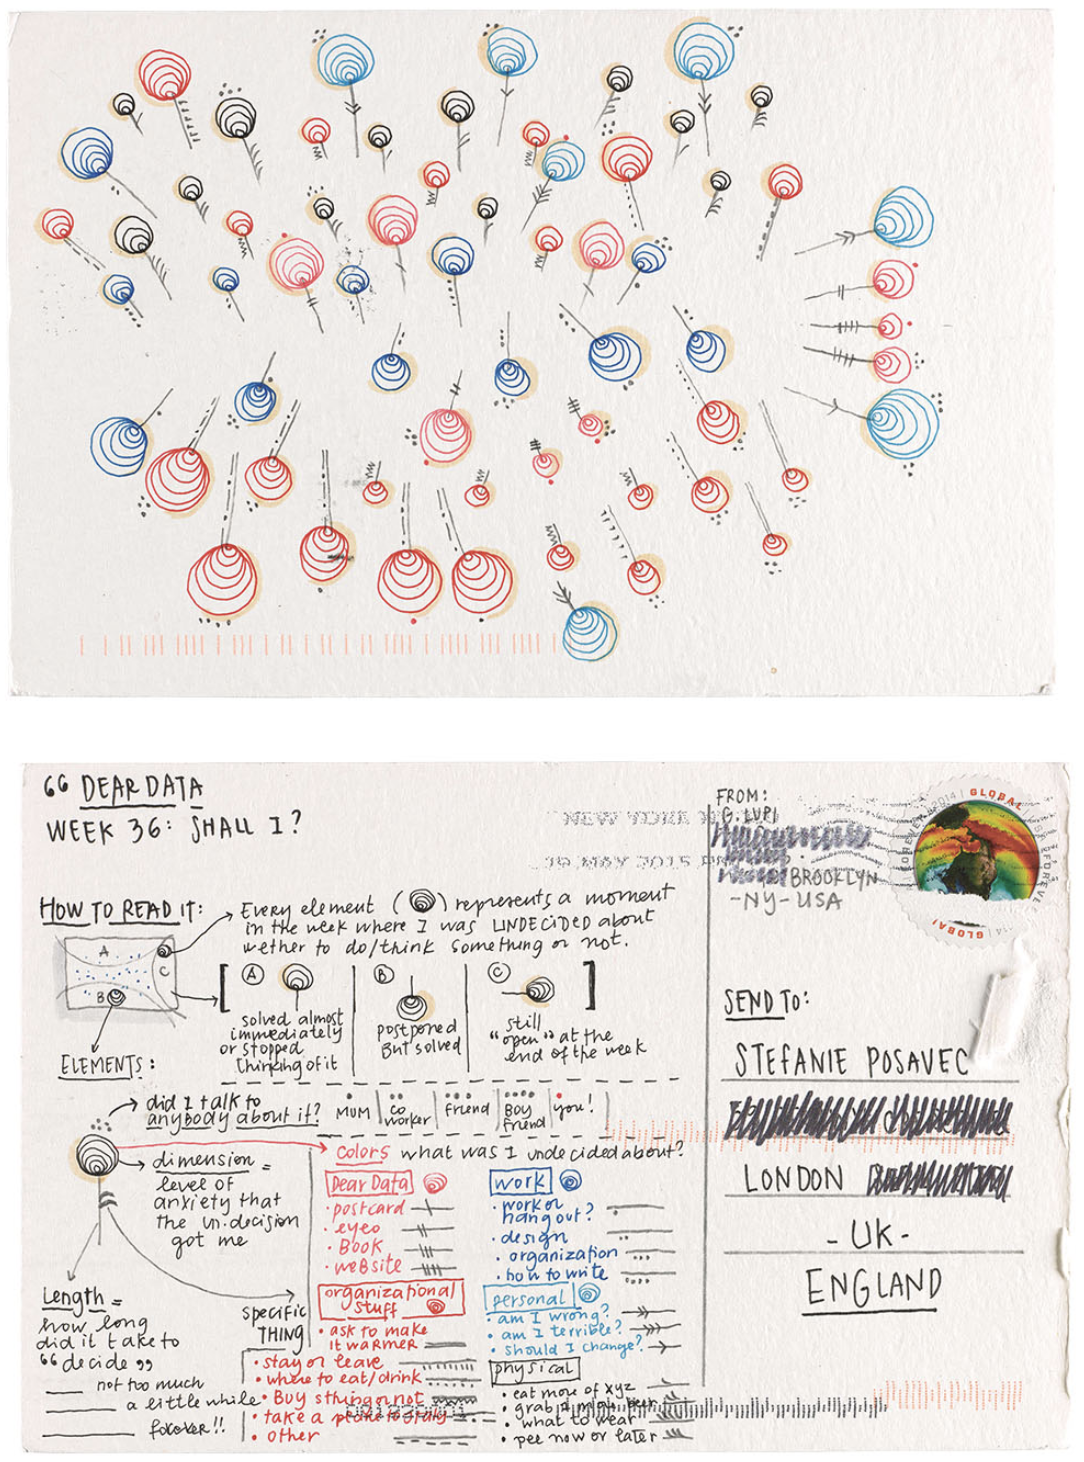 66 DEAR DATA
WEEK 36: SHALL I?
HOW TO READ IT:
Every element ( ) represents a moment
in the week where I was UNDECIDED about
wether to do/think something or not.
A
B
C
A
solved almost
immediately
or stopped
thinking of it
B
postponed
But solved
C
still
"open" at the
end of the week
ELEMENTS:
did I talk to
anybody about it?
MUM
co
worker
friend
Boy
friend
you!
dimension =
level of
anxiety that
the un.decision
got me
Length =
how long
did it take to
66 decide 99
not too much
a little while
forever!!
specific
THING
colors what was I undecided about?
Dear Data
· postcard
· eyeo
· BOOK
· website
organizational
stuff
· ask to make
it warmer
· stay or leave
· where to eat/drink
· Buy sthing or not
· take a plane to Italy
· other
work
· work or
hang out?
· design
· organization
· how to write
personal
· am I wrong?
· am I terrible?
· should I change?
physical
· eat more of xyz
· grab a
· what to wear
· pee now or later
NEW YORK
15 MAY 2015
FROM:
G. LUPI
BROOKLYN
-NY-USA
GLOBAL
FOREVER
GLOBAL
SEND TO:
STEFANIE POSAVEC
LONDON
-UK-
ENGLAND